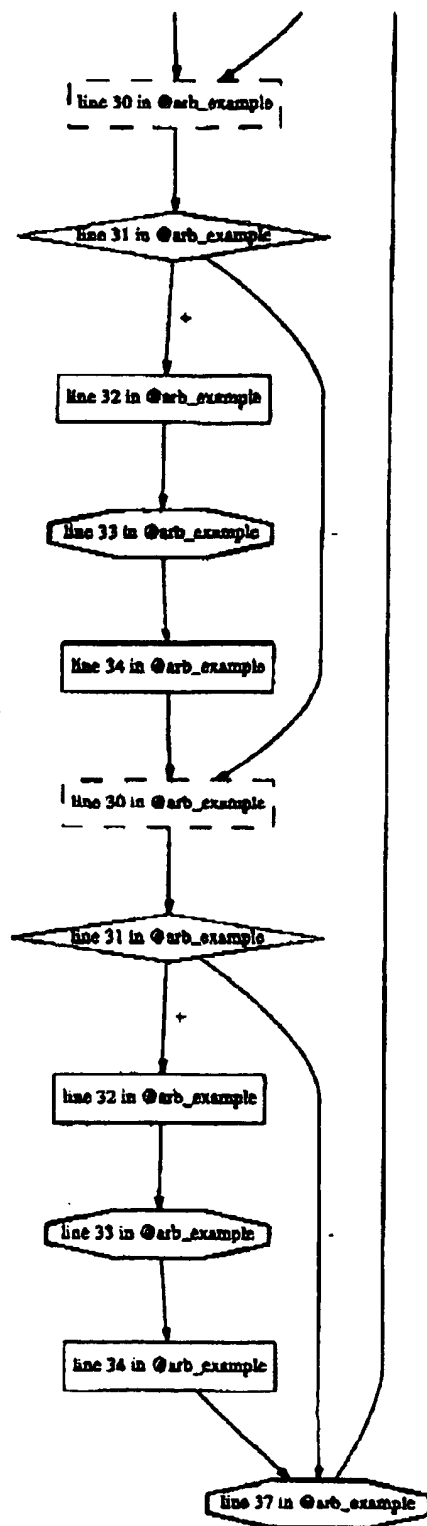 line 30 in @arb_example
line 31 in @arb_example
+
line 32 in @arb_example
line 33 in @arb_example
-
line 34 in @arb_example
line 30 in @arb_example
line 31 in @arb_example
+
line 32 in @arb_example
line 33 in @arb_example
-
line 34 in @arb_example
line 37 in @arb_example